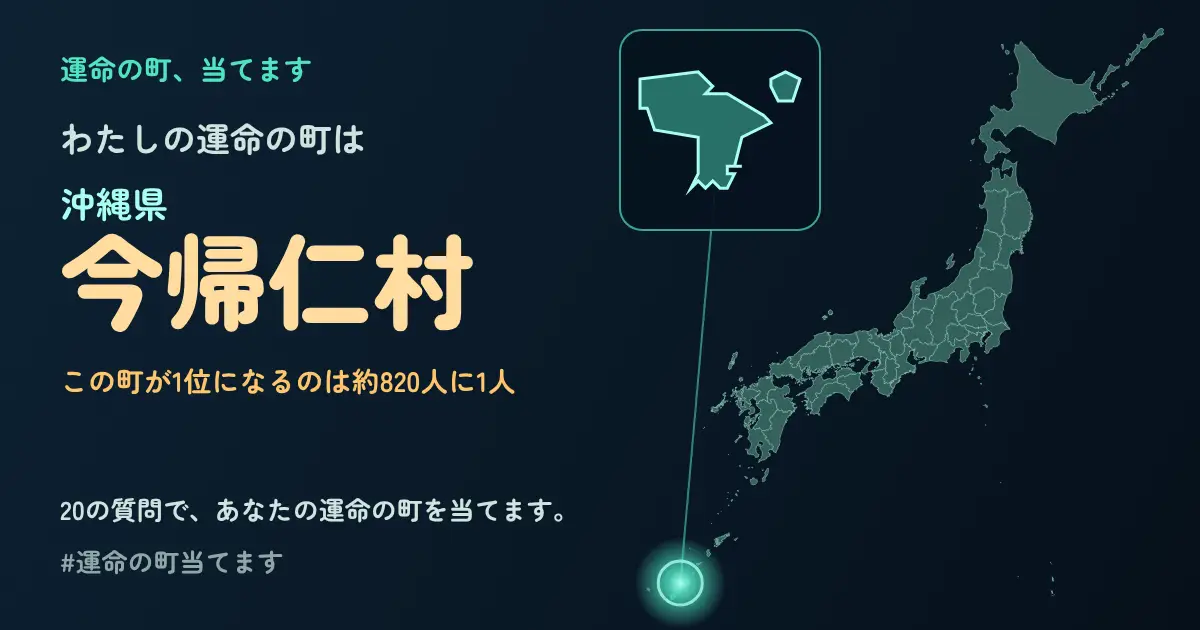 運命の町、当てます
わたしの運命の町は
沖縄県
今帰仁村
この町が1位になるのは約820人に1人
20の質問で、あなたの運命の町を当てます。
#運命の町当てます